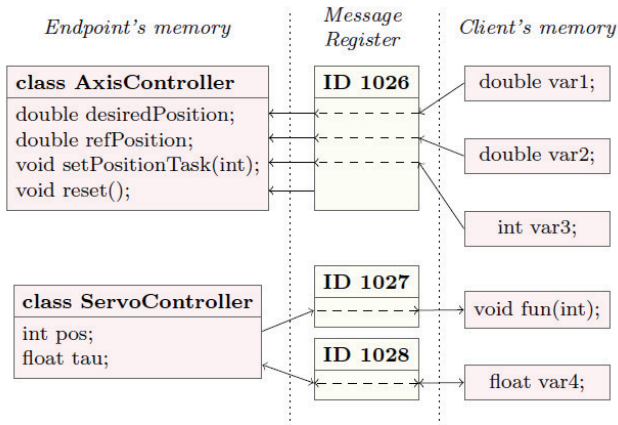 Endpoint's memory
Message
Register
Client's memory
class AxisController
double desiredPosition;
double refPosition;
void setPositionTask(int);
void reset();
ID 1026
double var1;
double var2;
int var3;
class ServoController
int pos;
float tau;
ID 1027
void fun(int);
ID 1028
float var4;